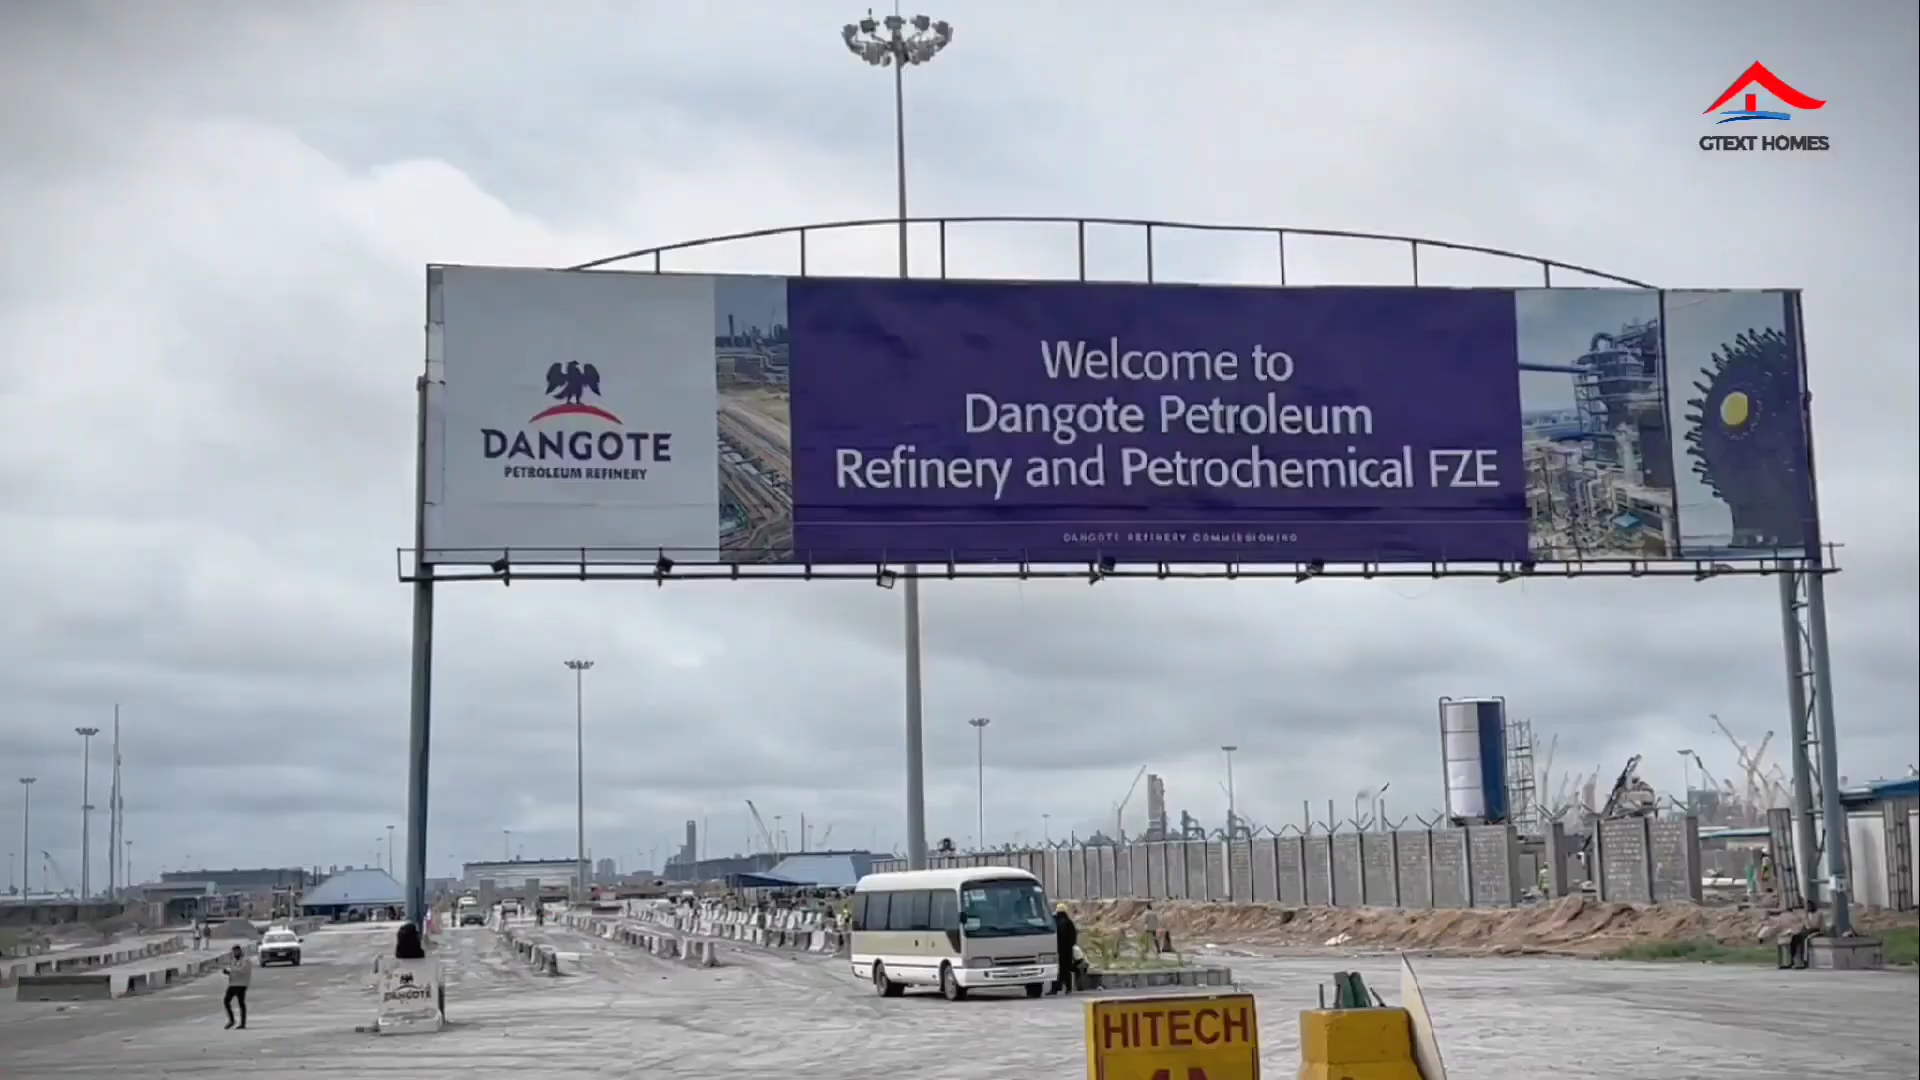 GTEXT HOMES
DANGOTE
PETROLEUM REFINERY
Welcome to
Dangote Petroleum
Refinery and Petrochemical FZE
DANGOTE REFINERY COMMISSIONING
DANGOTE
HITECH